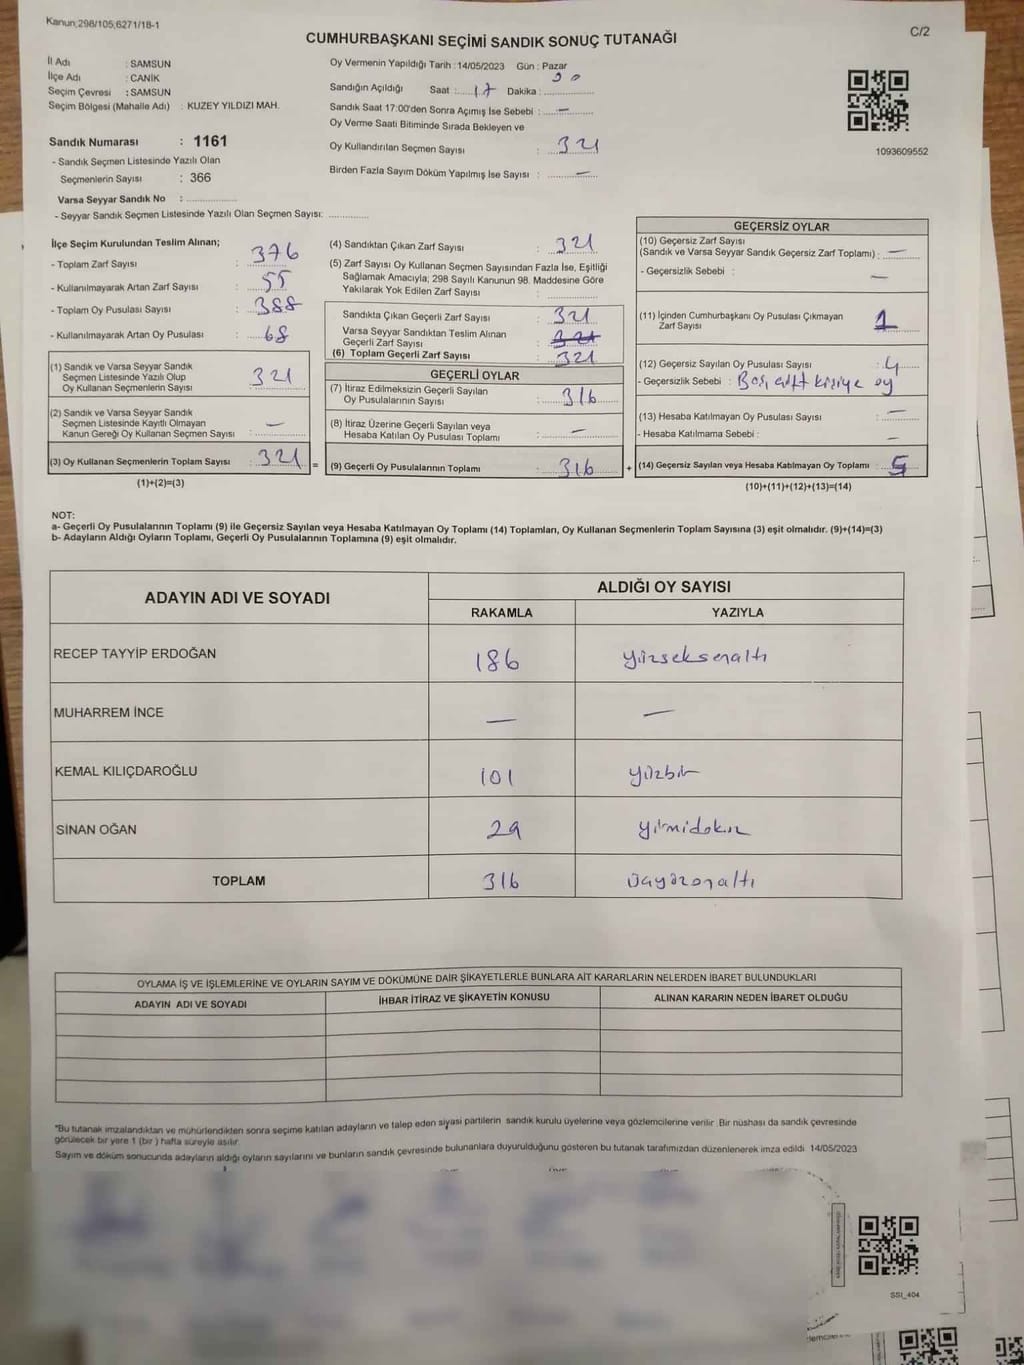 Kanun;298/105;6271/18-1
C/2
CUMHURBAŞKANI SEÇİMİ SANDIK SONUÇ TUTANAĞI
İl Adı : SAMSUN
İlçe Adı : CANİK
Seçim Çevresi : SAMSUN
Seçim Bölgesi (Mahalle Adı) : KUZEY YILDIZI MAH.
Sandık Numarası : 1161
- Sandık Seçmen Listesinde Yazılı Olan
Seçmenlerin Sayısı : 366
Varsa Seyyar Sandık No :
- Seyyar Sandık Seçmen Listesinde Yazılı Olan Seçmen Sayısı:
Oy Vermenin Yapıldığı Tarih :14/05/2023 Gün : Pazar
Sandığın Açıldığı Saat : 17 Dakika :
Sandık Saat 17:00'den Sonra Açımış İse Sebebi : —
Oy Verme Saati Bitiminde Sırada Bekleyen ve
Oy Kullandırılan Seçmen Sayısı : 321
Birden Fazla Sayım Döküm Yapılmış İse Sayısı : —
1093609552
İlçe Seçim Kurulundan Teslim Alınan;
- Toplam Zarf Sayısı : 376
- Kullanılmayarak Artan Zarf Sayısı : 55
- Toplam Oy Pusulası Sayısı : 388
- Kullanılmayarak Artan Oy Pusulası : 68
(1) Sandık ve Varsa Seyyar Sandık
Seçmen Listesinde Yazılı Olup
Oy Kullanan Seçmenlerin Sayısı : 321
(2) Sandık ve Varsa Seyyar Sandık
Seçmen Listesinde Kayıtlı Olmayan
Kanun Gereği Oy Kullanan Seçmen Sayısı : —
(3) Oy Kullanan Seçmenlerin Toplam Sayısı : 321
(1)+(2)=(3)
=
(4) Sandıktan Çıkan Zarf Sayısı : 321
(5) Zarf Sayısı Oy Kullanan Seçmen Sayısından Fazla İse, Eşitliği
Sağlamak Amacıyla; 298 Sayılı Kanunun 98. Maddesine Göre
Yakılarak Yok Edilen Zarf Sayısı :
Sandıkta Çıkan Geçerli Zarf Sayısı : 321
Varsa Seyyar Sandıktan Teslim Alınan
Geçerli Zarf Sayısı : 321
(6) Toplam Geçerli Zarf Sayısı : 321
GEÇERLİ OYLAR
(7) İtiraz Edilmeksizin Geçerli Sayılan
Oy Pusulalarının Sayısı : 316
(8) İtiraz Üzerine Geçerli Sayılan veya
Hesaba Katılan Oy Pusulası Toplamı : —
(9) Geçerli Oy Pusulalarının Toplamı : 316
+
GEÇERSİZ OYLAR
(10) Geçersiz Zarf Sayısı
(Sandık ve Varsa Seyyar Sandık Geçersiz Zarf Toplamı) : —
- Geçersizlik Sebebi : —
(11) İçinden Cumhurbaşkanı Oy Pusulası Çıkmayan
Zarf Sayısı : 1
(12) Geçersiz Sayılan Oy Pusulası Sayısı : 4
- Geçersizlik Sebebi : Boş, çift kişiye oy
(13) Hesaba Katılmayan Oy Pusulası Sayısı : —
- Hesaba Katılmama Sebebi : —
(14) Geçersiz Sayılan veya Hesaba Katılmayan Oy Toplamı : 5
(10)+(11)+(12)+(13)=(14)
NOT:
a- Geçerli Oy Pusulalarının Toplamı (9) ile Geçersiz Sayılan veya Hesaba Katılmayan Oy Toplamı (14) Toplamları, Oy Kullanan Seçmenlerin Toplam Sayısına (3) eşit olmalıdır. (9)+(14)=(3)
b- Adayların Aldığı Oyların Toplamı, Geçerli Oy Pusulalarının Toplamına (9) eşit olmalıdır.
ADAYIN ADI VE SOYADI ALDIĞI OY SAYISI
RAKAMLA YAZIYLA
RECEP TAYYİP ERDOĞAN 186 yüzseksenaltı
MUHARREM İNCE — —
KEMAL KILIÇDAROĞLU 101 yüzbir
SİNAN OĞAN 29 yirmidokuz
TOPLAM 316 üçyüzonaltı
OYLAMA İŞ VE İŞLEMLERİNE VE OYLARIN SAYIM VE DÖKÜMÜNE DAİR ŞİKAYETLERLE BUNLARA AİT KARARLARIN NELERDEN İBARET BULUNDUKLARI
ADAYIN ADI VE SOYADI İHBAR İTİRAZ VE ŞİKAYETİN KONUSU ALINAN KARARIN NEDEN İBARET OLDUĞU
"Bu tutanak imzalandıktan ve mühürlendikten sonra seçime katılan adayların ve talep eden siyasi partilerin sandık kurulu üyelerine veya gözlemcilerine verilir. Bir nüshası da sandık çevresinde
görülecek bir yere 1 (bir ) hafta süreyle asılır.
Sayım ve döküm sonucunda adayların aldığı oyların sayılarını ve bunların sandık çevresinde bulunanlara duyurulduğunu gösteren bu tutanak tarafımızdan düzenlenerek imza edildi. 14/05/2023
SSI_404